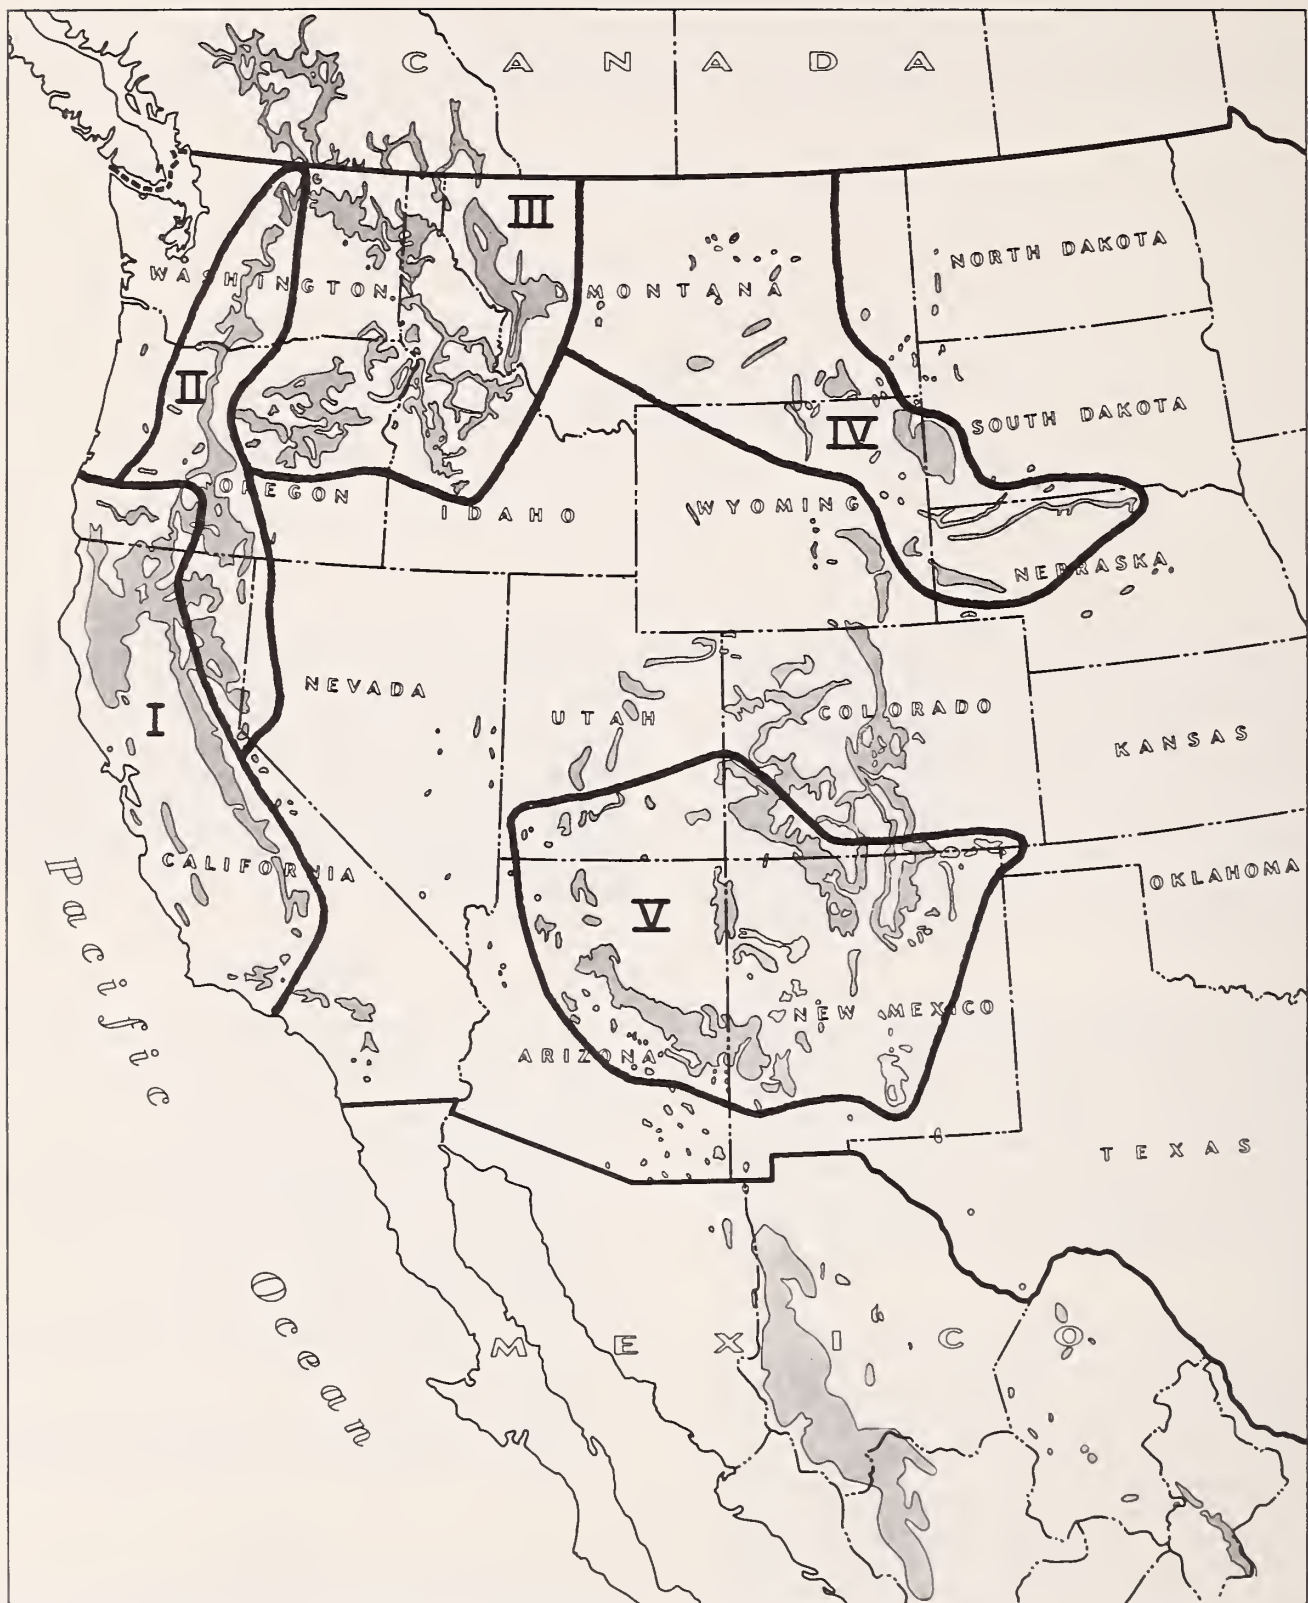 CANADA
III
WASHINGTON
MONTANA
NORTH DAKOTA
II
IV
SOUTH DAKOTA
OREGON
IDAHO
WYOMING
NEBRASKA
I
NEVADA
UTAH
COLORADO
KANSAS
CALIFORNIA
OKLAHOMA
V
Pacific
NEW MEXICO
ARIZONA
TEXAS
Ocean
MEXICO